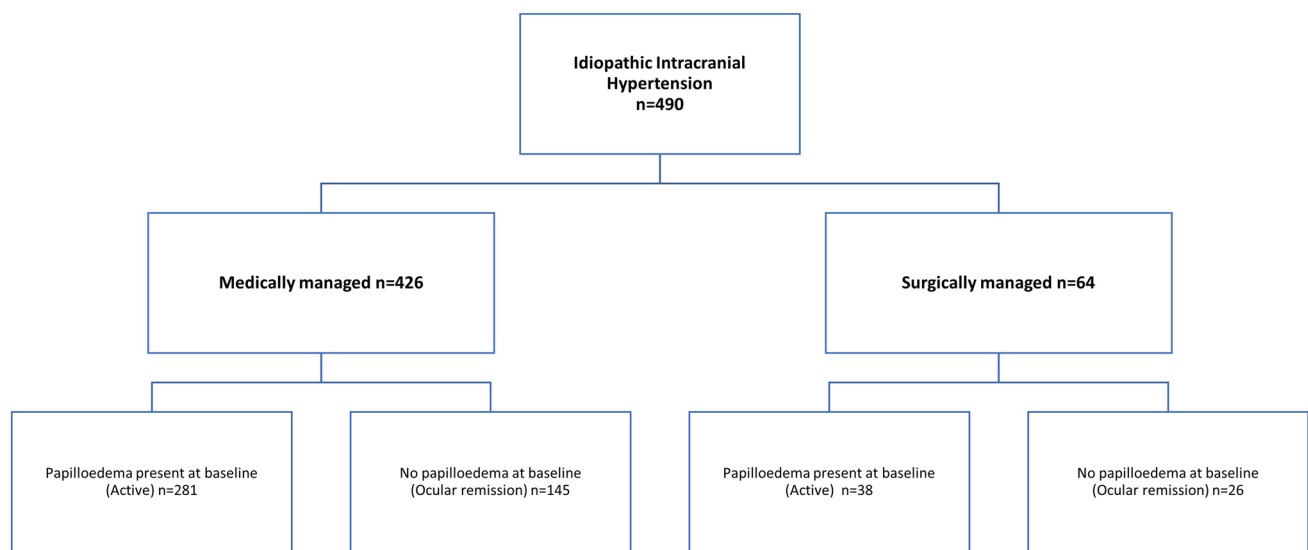 Idiopathic Intracranial
Hypertension
n=490
Medically managed n=426
Surgically managed n=64
Papilloedema present at baseline
(Active) n=281
No papilloedema at baseline
(Ocular remission) n=145
Papilloedema present at baseline
(Active)  n=38
No papilloedema at baseline
(Ocular remission) n=26